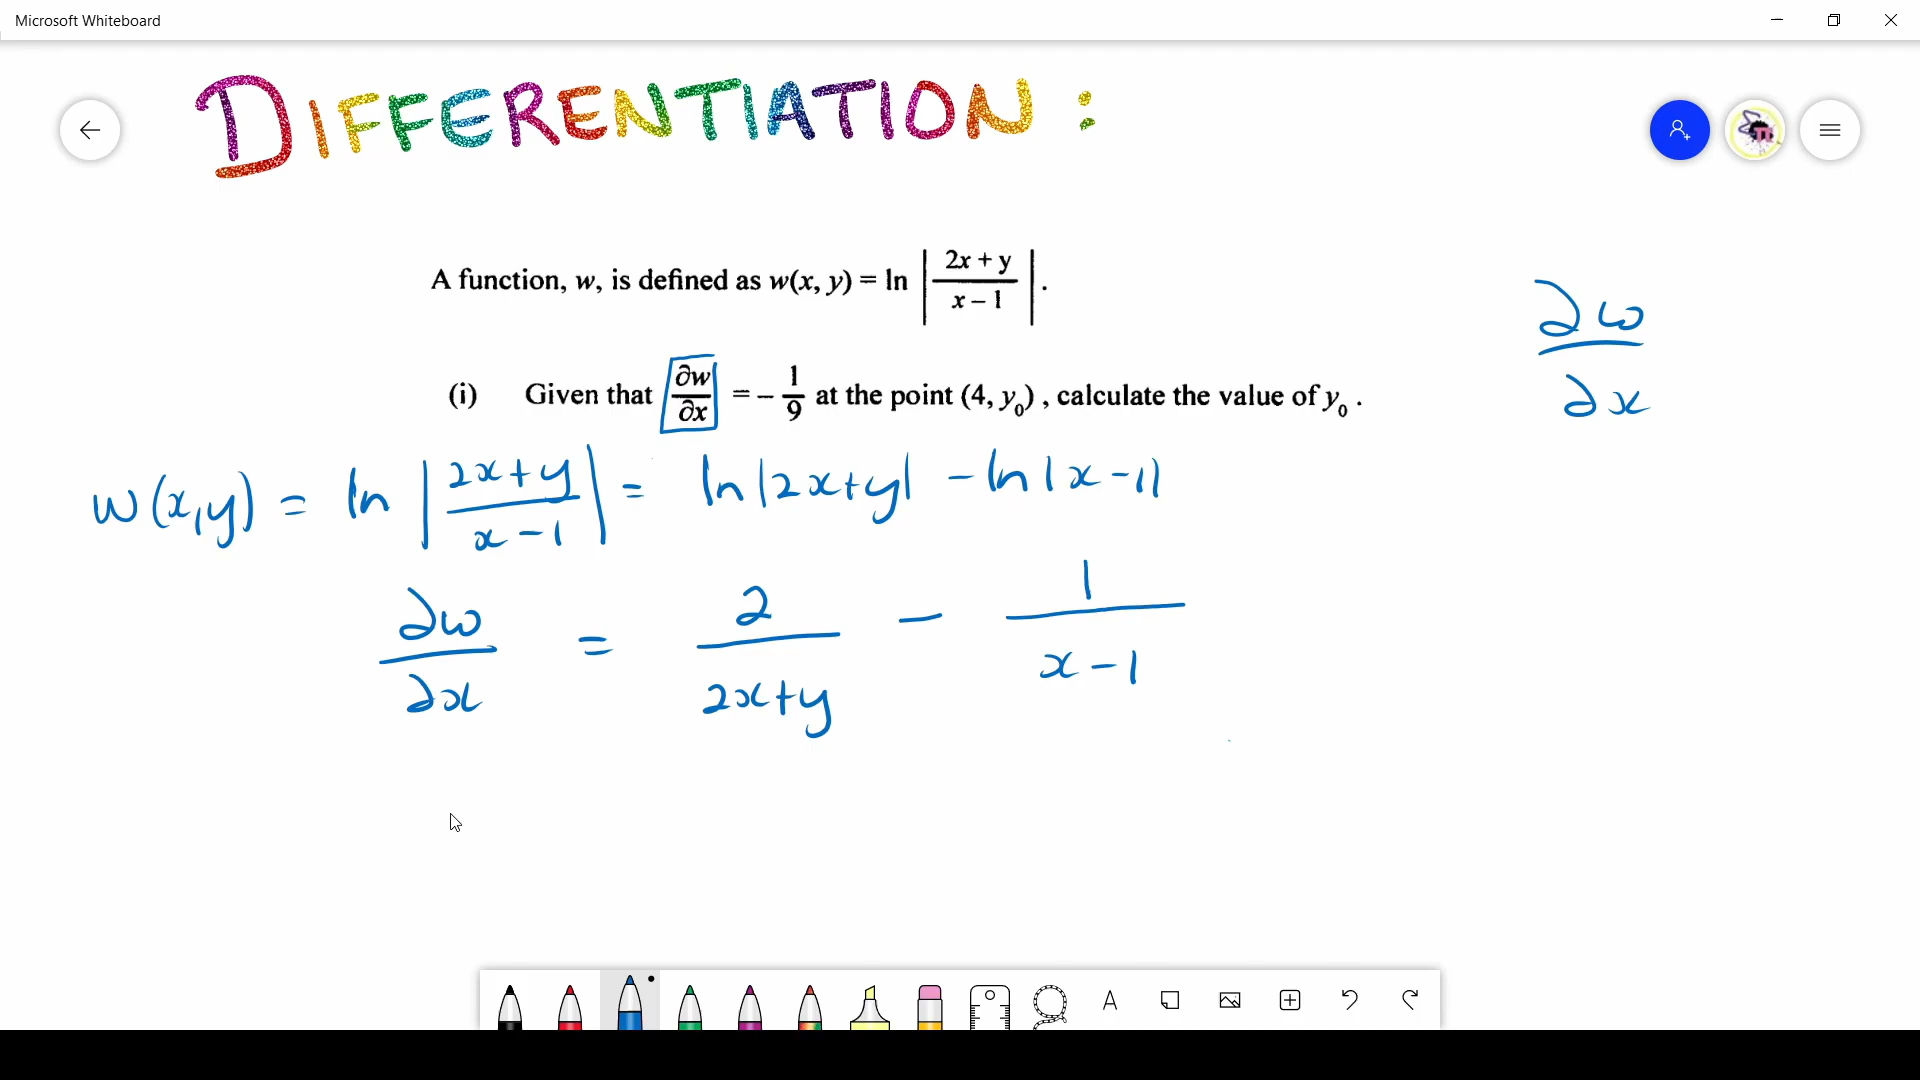 Microsoft Whiteboard
DIFFERENTIATION :
A function, w, is defined as w(x, y) = ln | (2x + y)/(x – 1) | .
(i) Given that ∂w/∂x = – 1/9 at the point (4, y₀) , calculate the value of y₀ .
∂w/∂x
w(x,y) = ln | (2x+y)/(x-1) | = ln|2x+y| - ln|x-1|
∂w/∂x = 2/(2x+y) - 1/(x-1)